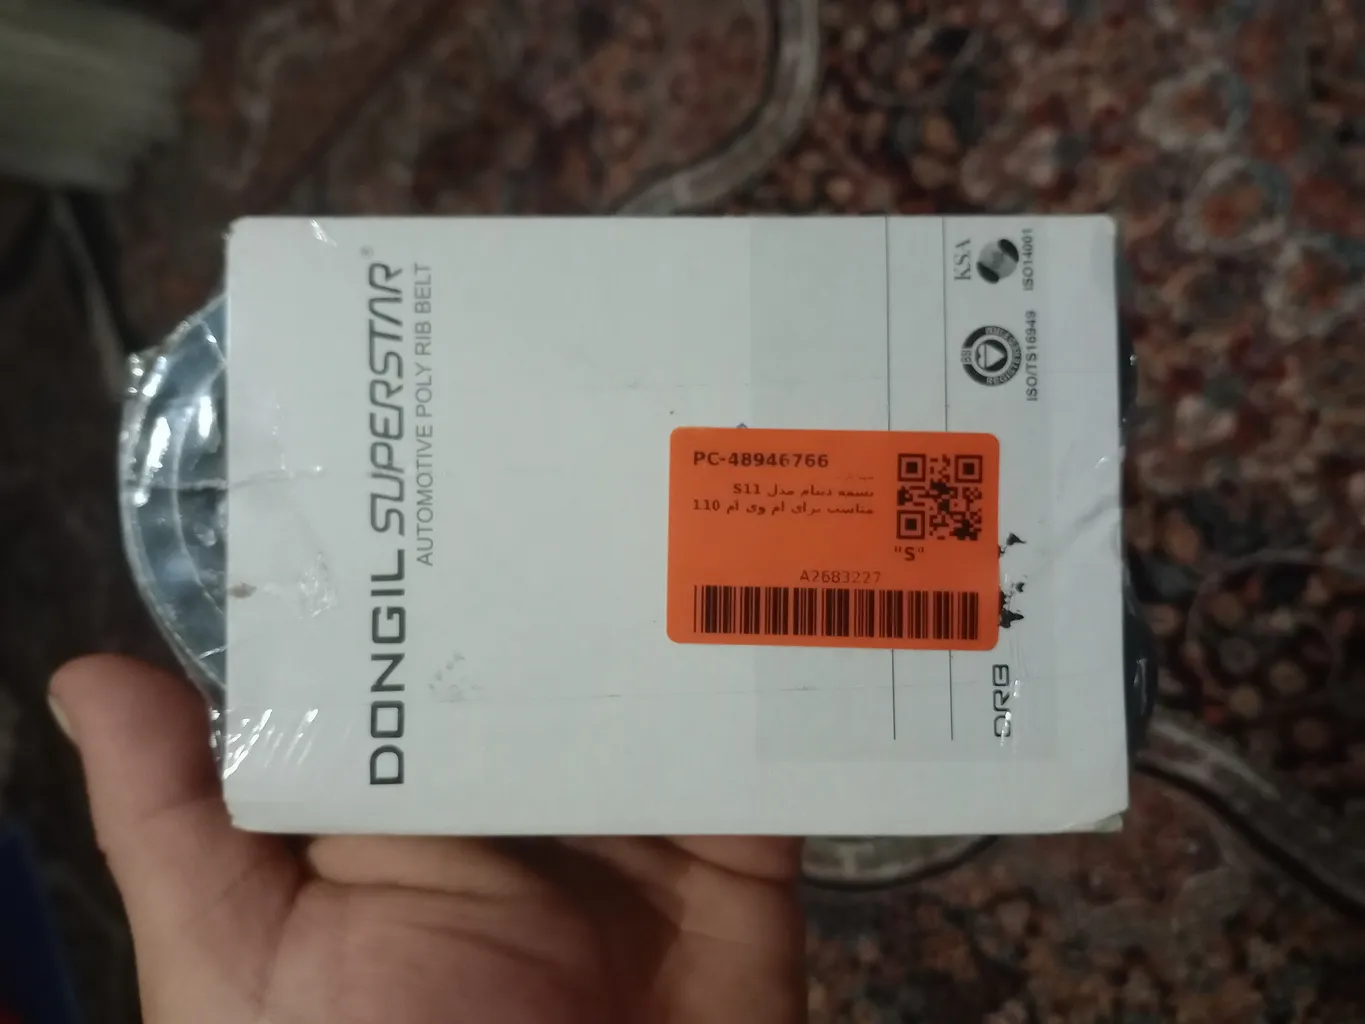 DONGIL SUPERSTAR®
AUTOMOTIVE POLY RIB BELT
KSA
ISO14001
REGISTERED
ISO/TS16949
PC-48946766
تسمه دینام مدل S11
مناسب برای ام وی ام 110
"S"
A2683227